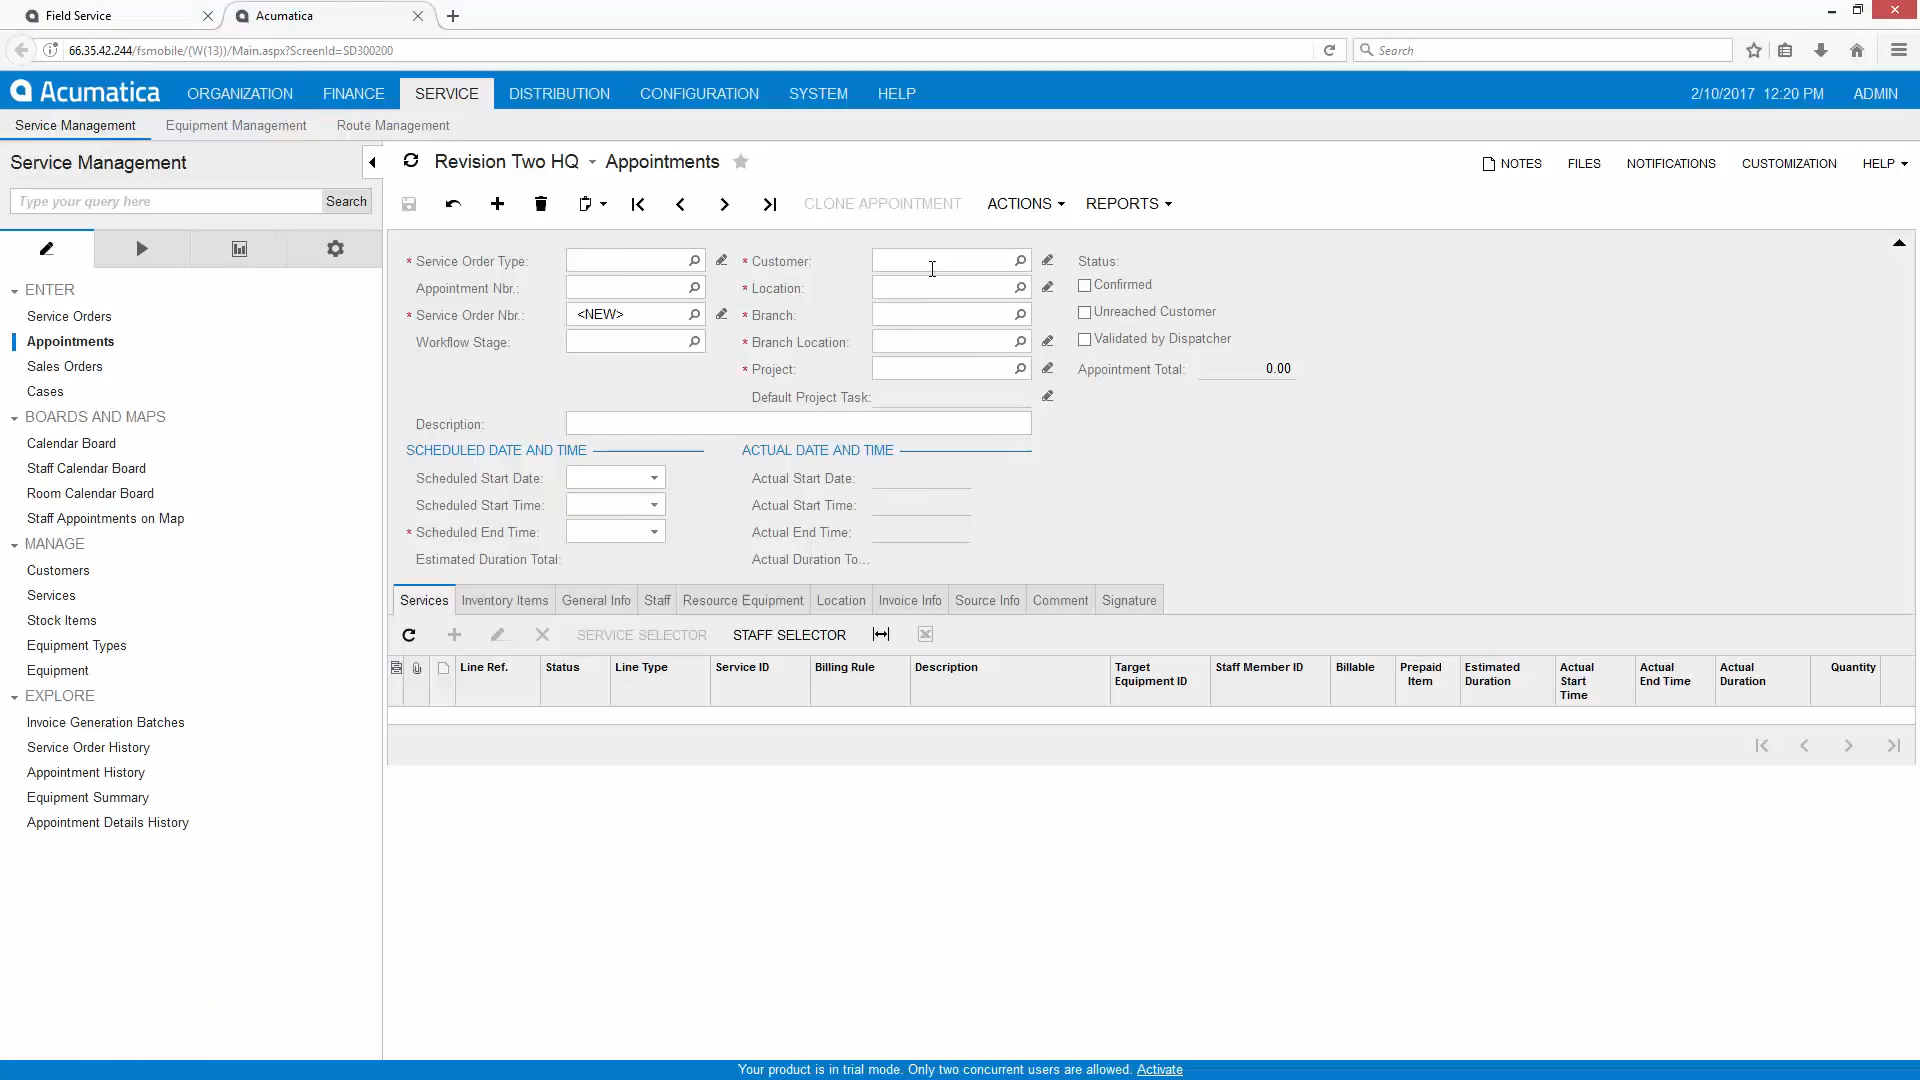 Field Service
Acumatica
66.35.42.244/fsmobile/(W(13))/Main.aspx?ScreenId=SD300200
Search
Acumatica ORGANIZATION FINANCE SERVICE DISTRIBUTION CONFIGURATION SYSTEM HELP 2/10/2017 12:20 PM ADMIN
Service Management Equipment Management Route Management
Service Management
Type your query here Search
ENTER
Service Orders
Appointments
Sales Orders
Cases
BOARDS AND MAPS
Calendar Board
Staff Calendar Board
Room Calendar Board
Staff Appointments on Map
MANAGE
Customers
Services
Stock Items
Equipment Types
Equipment
EXPLORE
Invoice Generation Batches
Service Order History
Appointment History
Equipment Summary
Appointment Details History
Revision Two HQ Appointments
NOTES FILES NOTIFICATIONS CUSTOMIZATION HELP
CLONE APPOINTMENT ACTIONS REPORTS
* Service Order Type: * Customer: Status:
Appointment Nbr.: * Location: Confirmed
* Service Order Nbr.: <NEW> * Branch: Unreached Customer
Workflow Stage: * Branch Location: Validated by Dispatcher
* Project: Appointment Total: 0.00
Default Project Task:
Description:
SCHEDULED DATE AND TIME ACTUAL DATE AND TIME
Scheduled Start Date: Actual Start Date:
Scheduled Start Time: Actual Start Time:
* Scheduled End Time: Actual End Time:
Estimated Duration Total: Actual Duration To...
Services Inventory Items General Info Staff Resource Equipment Location Invoice Info Source Info Comment Signature
SERVICE SELECTOR STAFF SELECTOR
Line Ref. Status Line Type Service ID Billing Rule Description Target Equipment ID Staff Member ID Billable Prepaid Item Estimated Duration Actual Start Time Actual End Time Actual Duration Quantity
Your product is in trial mode. Only two concurrent users are allowed. Activate